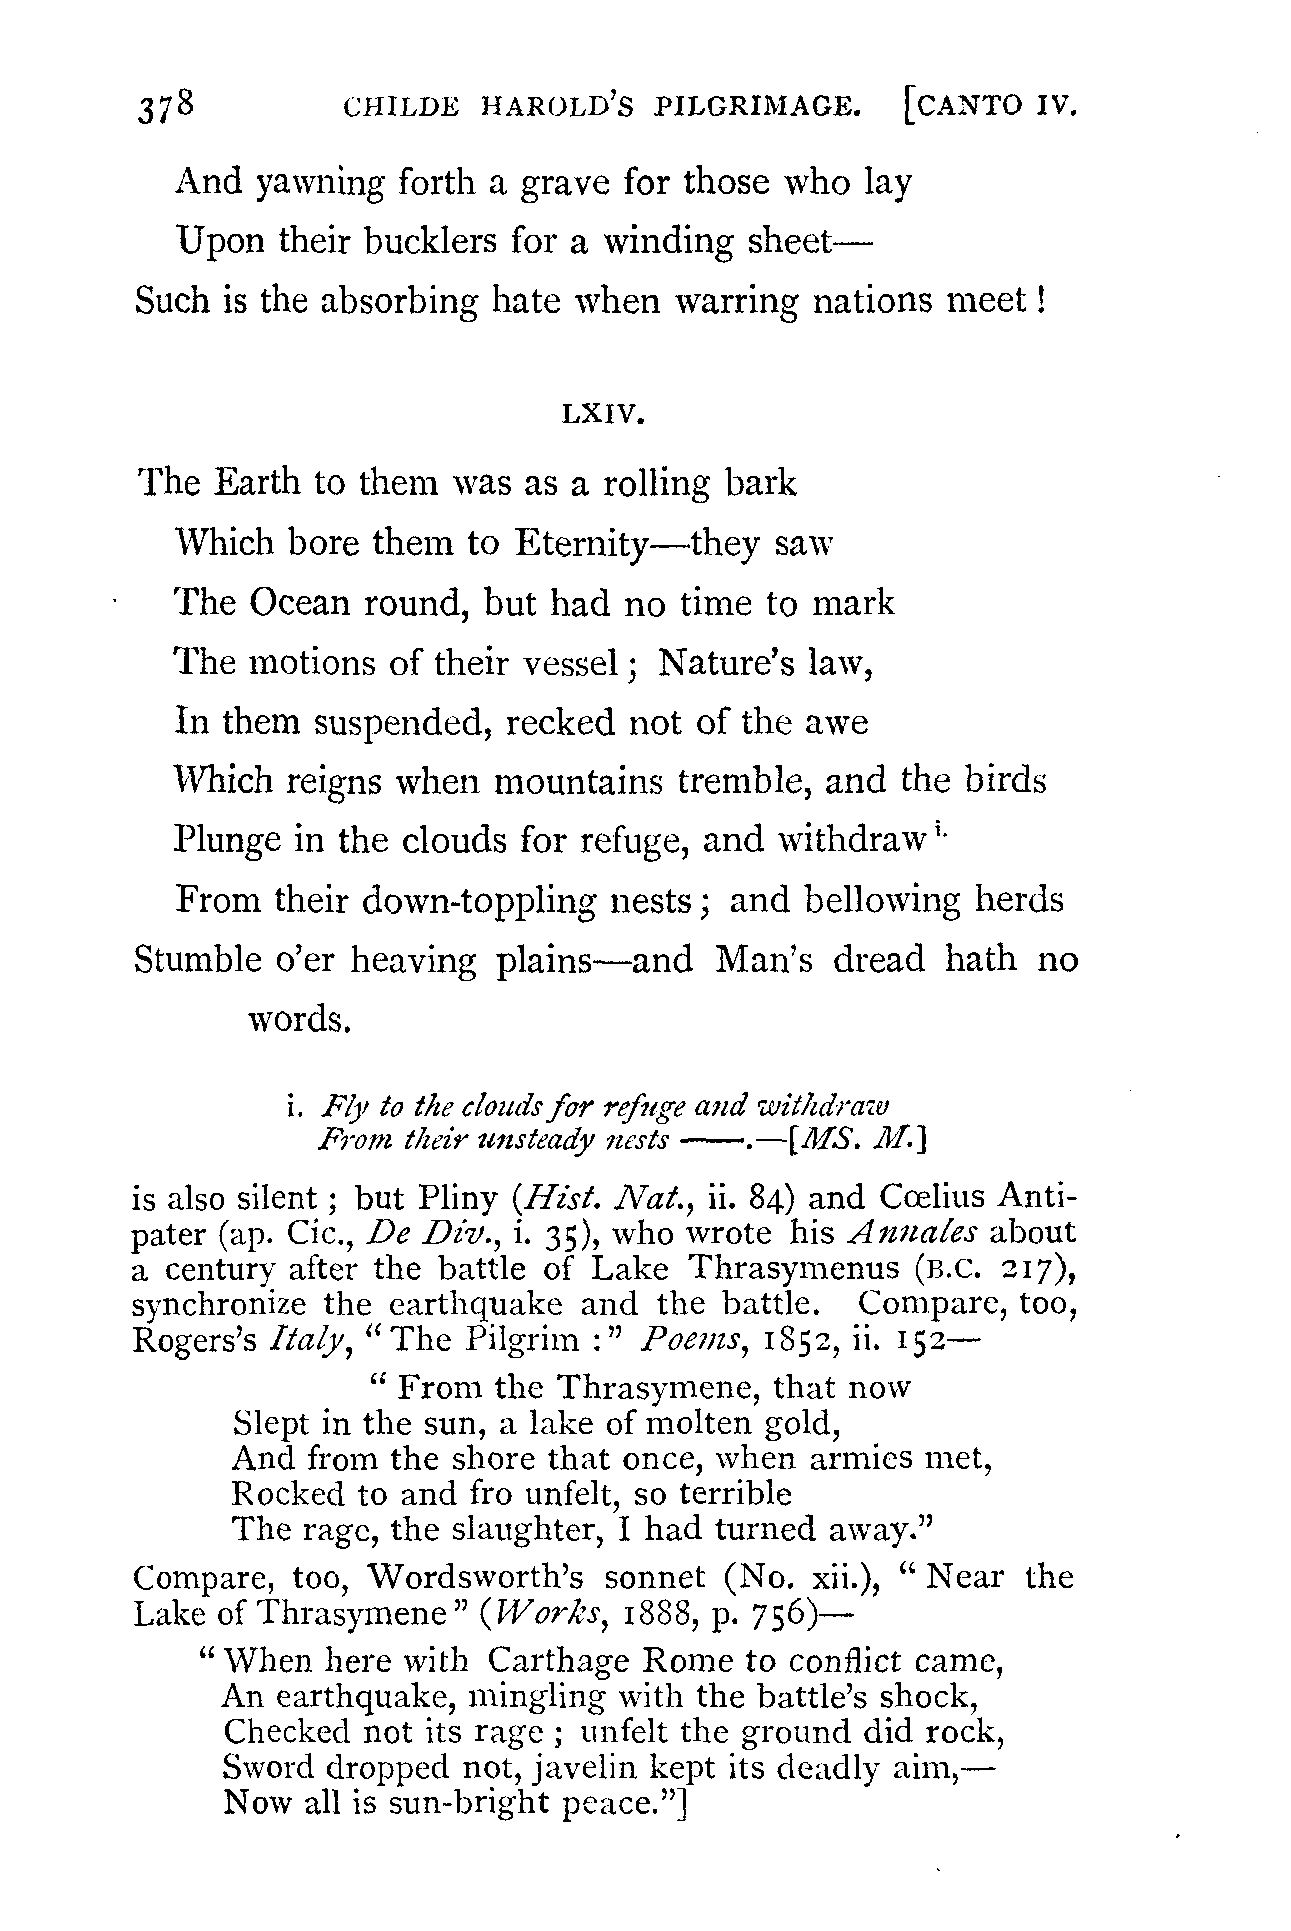 378 CHILDE HAROLD'S PILGRIMAGE. [CANTO IV.
And yawning forth a grave for those who lay
Upon their bucklers for a winding sheet—
Such is the absorbing hate when warring nations meet!
LXIV.
The Earth to them was as a rolling bark
Which bore them to Eternity—they saw
The Ocean round, but had no time to mark
The motions of their vessel; Nature's law,
In them suspended, recked not of the awe
Which reigns when mountains tremble, and the birds
Plunge in the clouds for refuge, and withdraw i.
From their down-toppling nests; and bellowing herds
Stumble o'er heaving plains—and Man's dread hath no
words.
i. Fly to the clouds for refuge and withdraw
From their unsteady nests ——.—[MS. M.]
is also silent; but Pliny (Hist. Nat., ii. 84) and Cœlius Anti-
pater (ap. Cic., De Div., i. 35), who wrote his Annales about
a century after the battle of Lake Thrasymenus (B.C. 217),
synchronize the earthquake and the battle. Compare, too,
Rogers's Italy, "The Pilgrim:" Poems, 1852, ii. 152—
"From the Thrasymene, that now
Slept in the sun, a lake of molten gold,
And from the shore that once, when armies met,
Rocked to and fro unfelt, so terrible
The rage, the slaughter, I had turned away."
Compare, too, Wordsworth's sonnet (No. xii.), "Near the
Lake of Thrasymene" (Works, 1888, p. 756)—
"When here with Carthage Rome to conflict came,
An earthquake, mingling with the battle's shock,
Checked not its rage; unfelt the ground did rock,
Sword dropped not, javelin kept its deadly aim,—
Now all is sun-bright peace."]